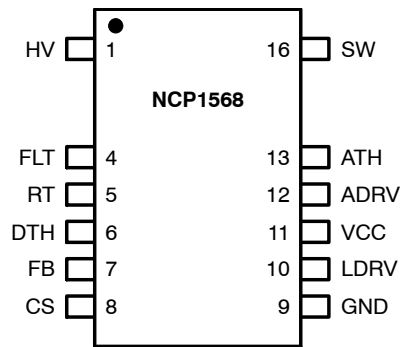 HV 1 16 SW
NCP1568
FLT 4 13 ATH
RT 5 12 ADRV
DTH 6 11 VCC
FB 7 10 LDRV
CS 8 9 GND